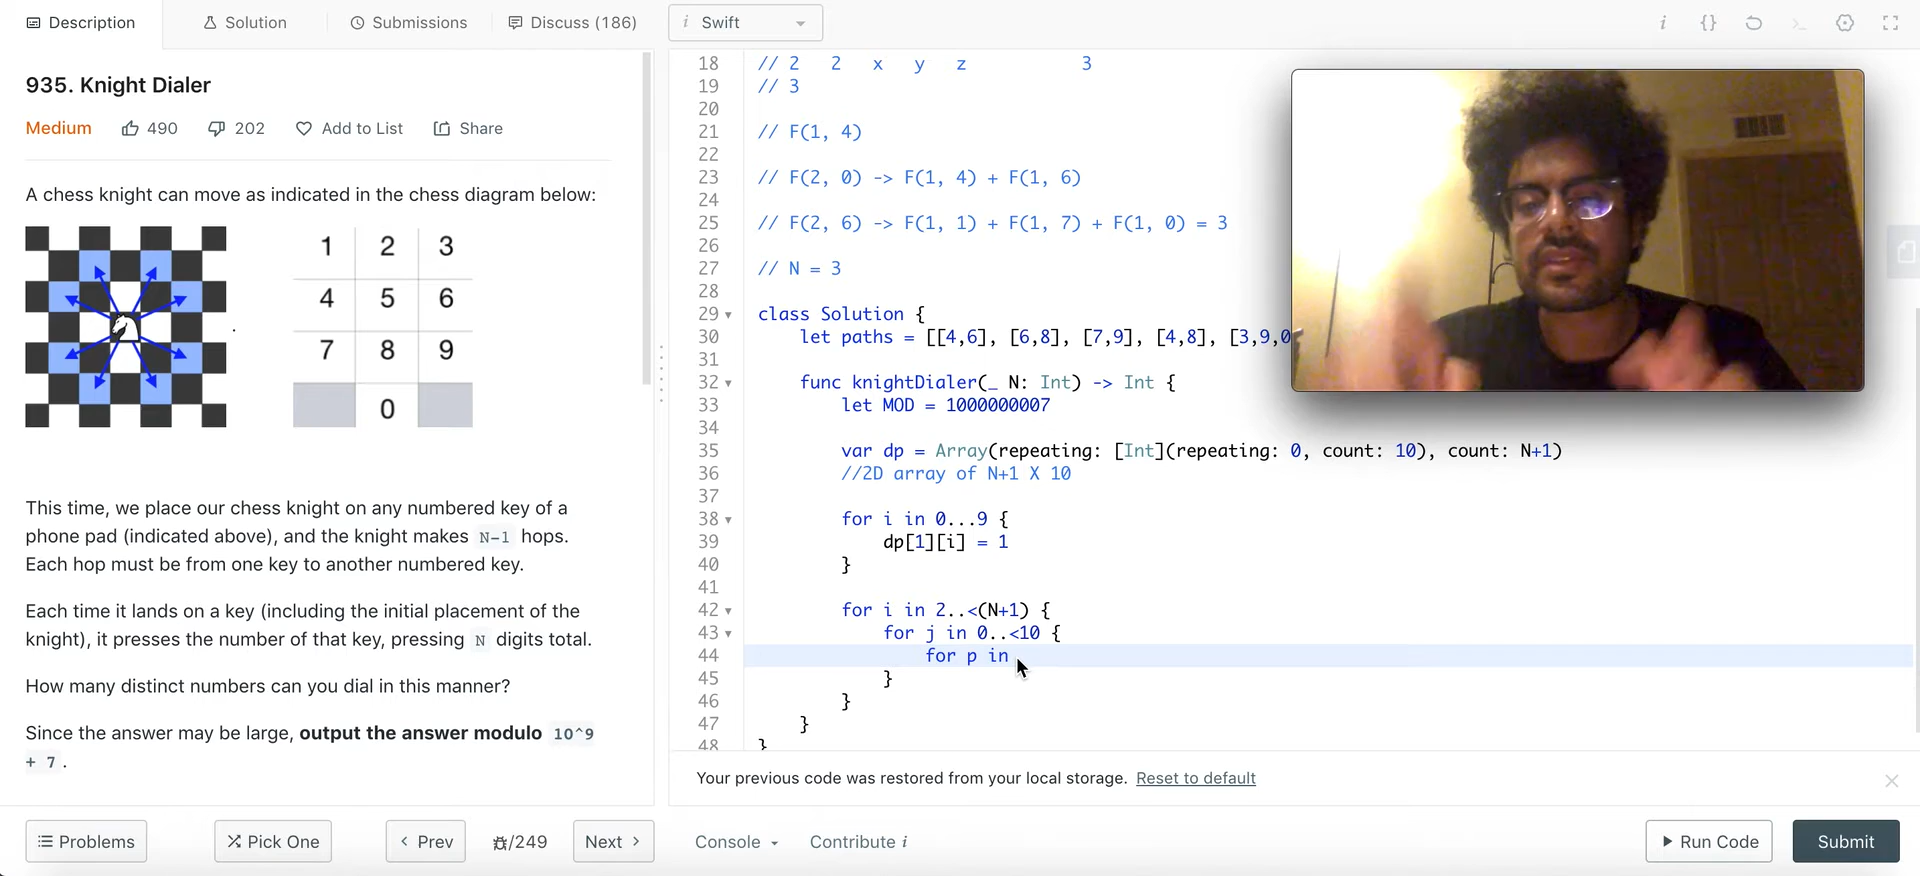 Description
Solution
Submissions
Discuss (186)
i Swift
i {}
935. Knight Dialer
Medium 490 202 Add to List Share
A chess knight can move as indicated in the chess diagram below:
1 2 3
4 5 6
7 8 9
0
.
This time, we place our chess knight on any numbered key of a
phone pad (indicated above), and the knight makes N-1 hops.
Each hop must be from one key to another numbered key.
Each time it lands on a key (including the initial placement of the
knight), it presses the number of that key, pressing N digits total.
How many distinct numbers can you dial in this manner?
Since the answer may be large, output the answer modulo 10^9
+ 7 .
18 // 2 2 x y z 3
19 // 3
20
21 // F(1, 4)
22
23 // F(2, 0) -> F(1, 4) + F(1, 6)
24
25 // F(2, 6) -> F(1, 1) + F(1, 7) + F(1, 0) = 3
26
27 // N = 3
28
29 class Solution {
30 let paths = [[4,6], [6,8], [7,9], [4,8], [3,9,0
31
32 func knightDialer(_ N: Int) -> Int {
33 let MOD = 1000000007
34
35 var dp = Array(repeating: [Int](repeating: 0, count: 10), count: N+1)
36 //2D array of N+1 X 10
37
38 for i in 0...9 {
39 dp[1][i] = 1
40 }
41
42 for i in 2..<(N+1) {
43 for j in 0..<10 {
44 for p in
45 }
46 }
47 }
48 }
Your previous code was restored from your local storage. Reset to default
Problems
Pick One
< Prev
/249
Next >
Console
Contribute i
Run Code
Submit